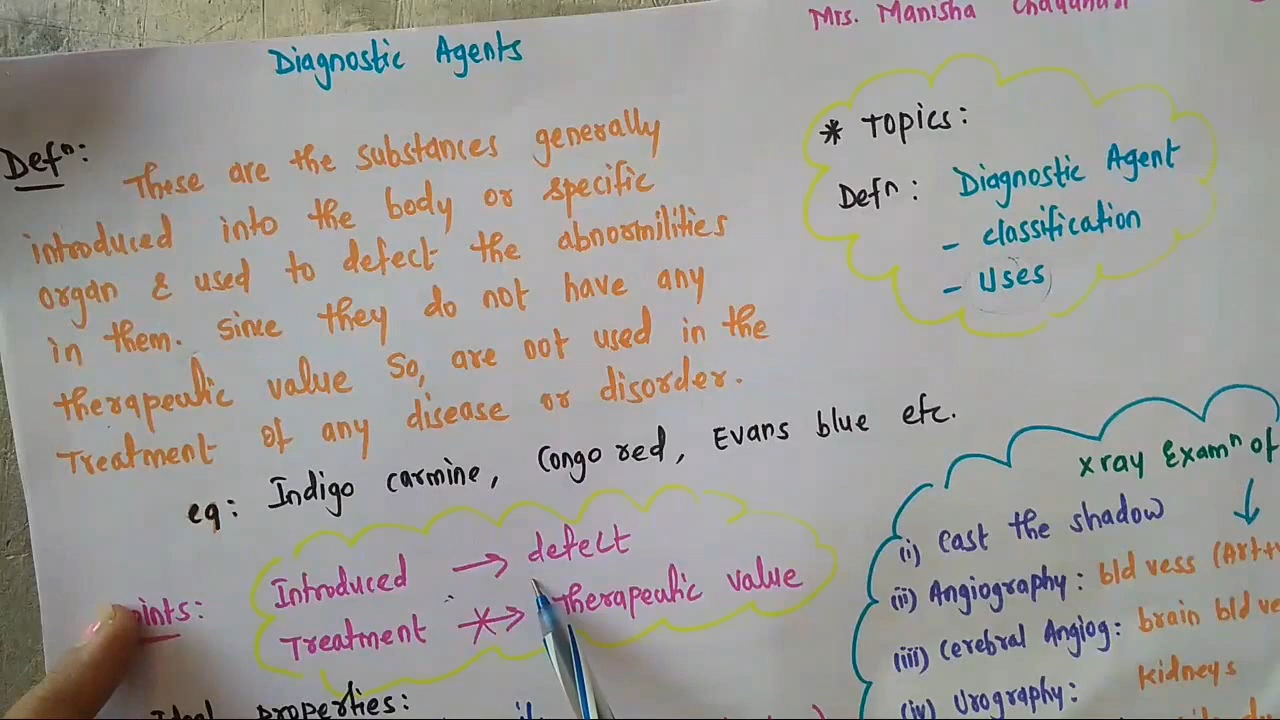 Mrs. Manisha
Diagnostic Agents
Defn: These are the substances generally
introduced into the body or specific
organ & used to defect the abnormilities
in them. since they do not have any
therapeutic value So, are not used in the
Treatment of any disease or disorder.
eg: Indigo carmine, Congo red, Evans blue etc.
Points:
Introduced → defect
Treatment → therapeutic value
Ideal properties:
* Topics:
Defn: Diagnostic Agent
- classification
- Uses
xray Examn of
(i) cast the shadow
(ii) Angiography: bld vess (Art+
(iii) Cerebral Angiog: brain bld ve
(iv) Urography: kidneys